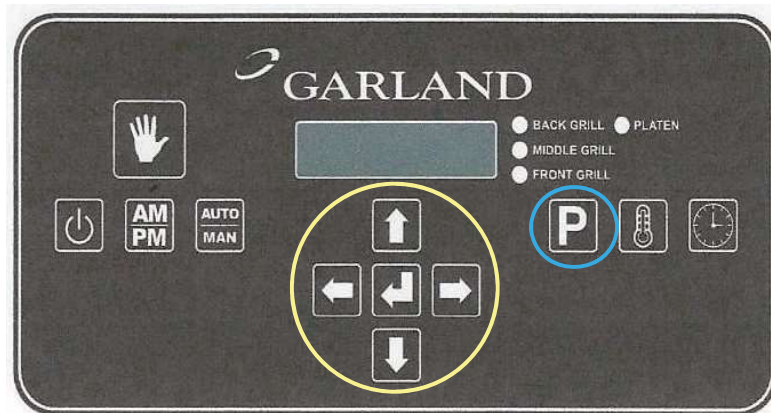 GARLAND
BACK GRILL PLATEN
MIDDLE GRILL
FRONT GRILL
AM
PM
AUTO
MAN
P